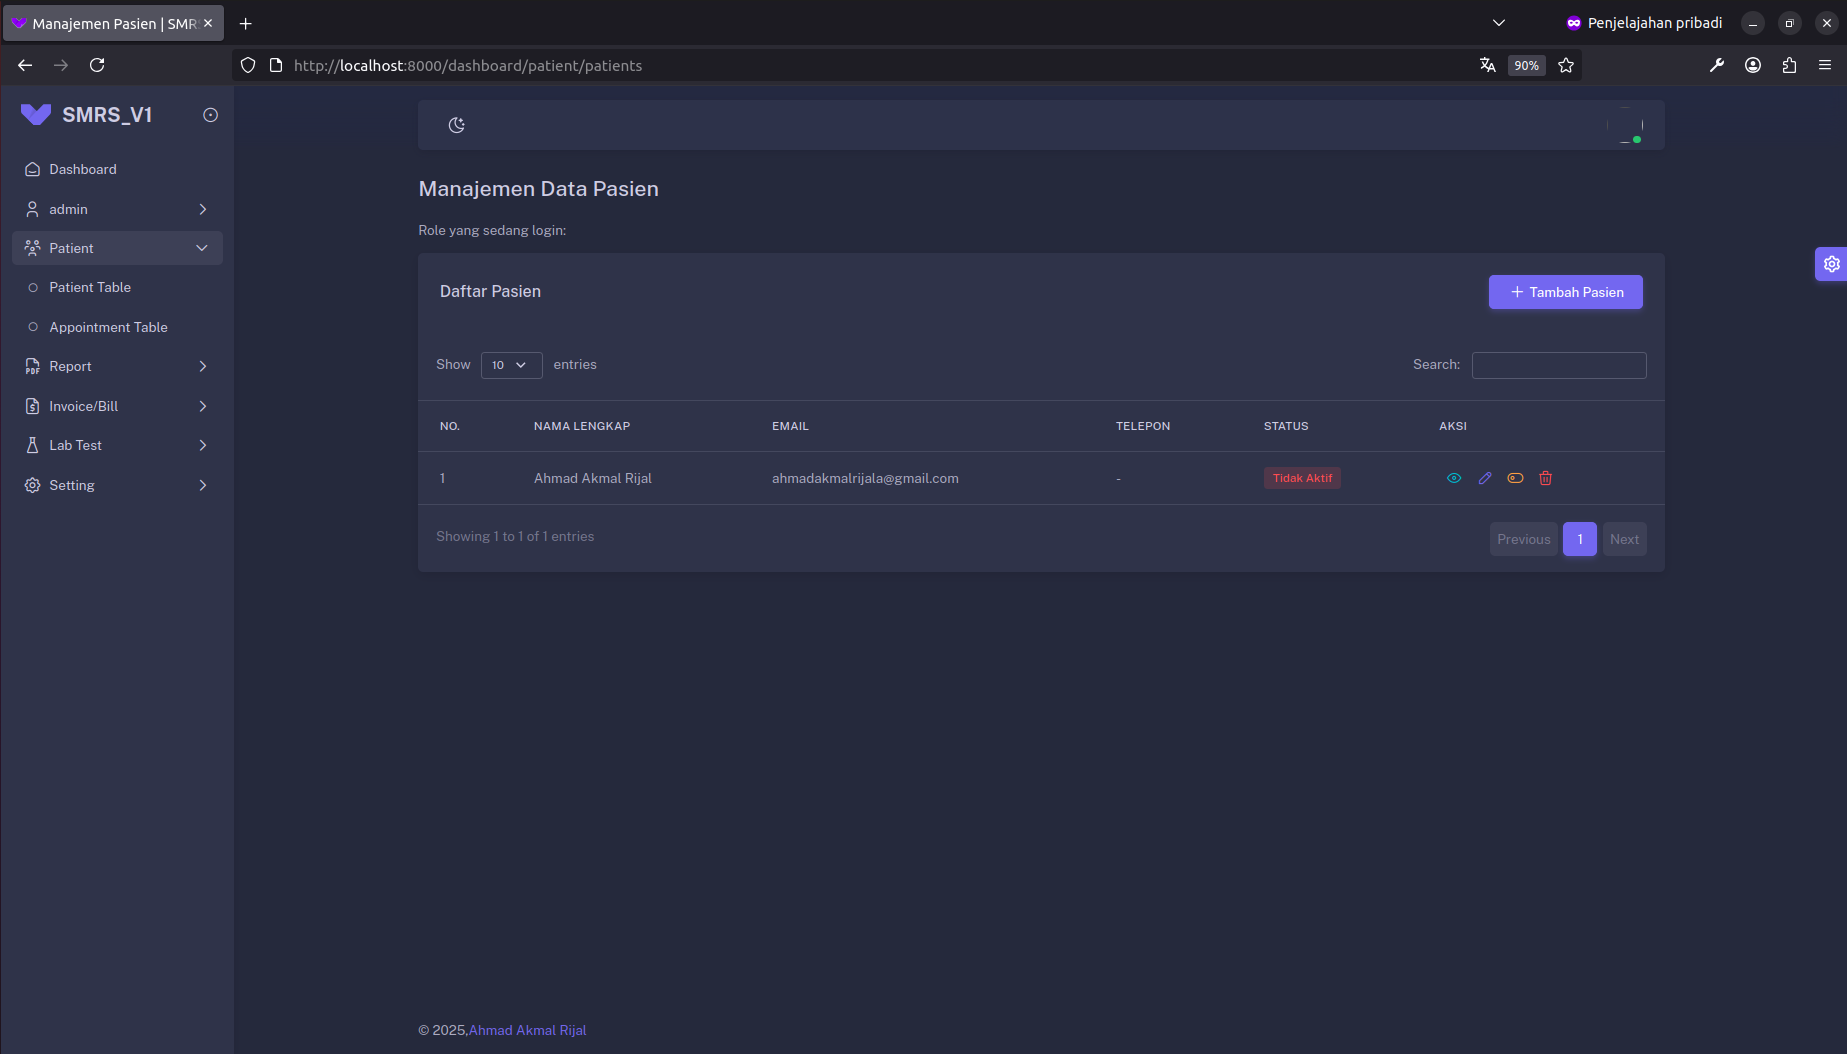 Manajemen Pasien | SMR
Penjelajahan pribadi
http://localhost:8000/dashboard/patient/patients
90%
SMRS_V1
Dashboard
admin
Patient
Patient Table
Appointment Table
Report
Invoice/Bill
Lab Test
Setting
Manajemen Data Pasien
Role yang sedang login:
Daftar Pasien
Tambah Pasien
Show 10 entries
Search:
NO. NAMA LENGKAP EMAIL TELEPON STATUS AKSI
1 Ahmad Akmal Rijal ahmadakmalrijala@gmail.com - Tidak Aktif
Showing 1 to 1 of 1 entries
Previous 1 Next
© 2025,Ahmad Akmal Rijal